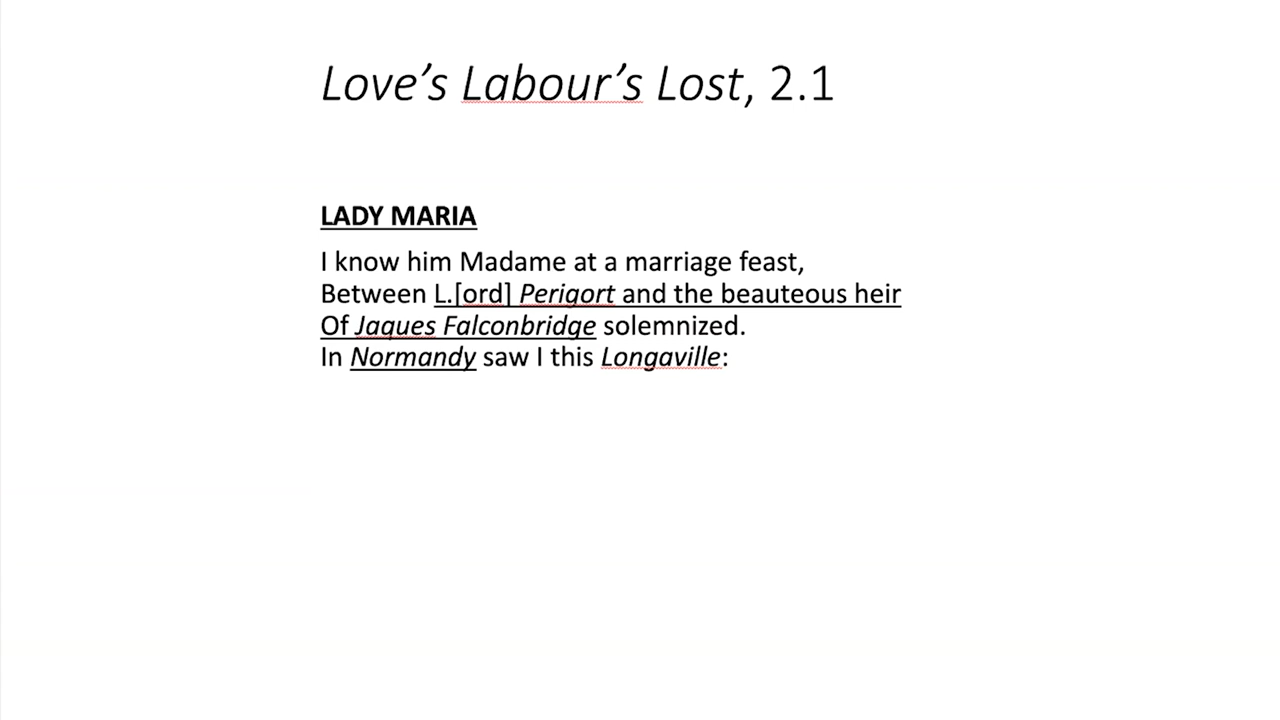 Love’s Labour’s Lost, 2.1
LADY MARIA
I know him Madame at a marriage feast,
Between L.[ord] Perigort and the beauteous heir
Of Jaques Falconbridge solemnized.
In Normandy saw I this Longaville: